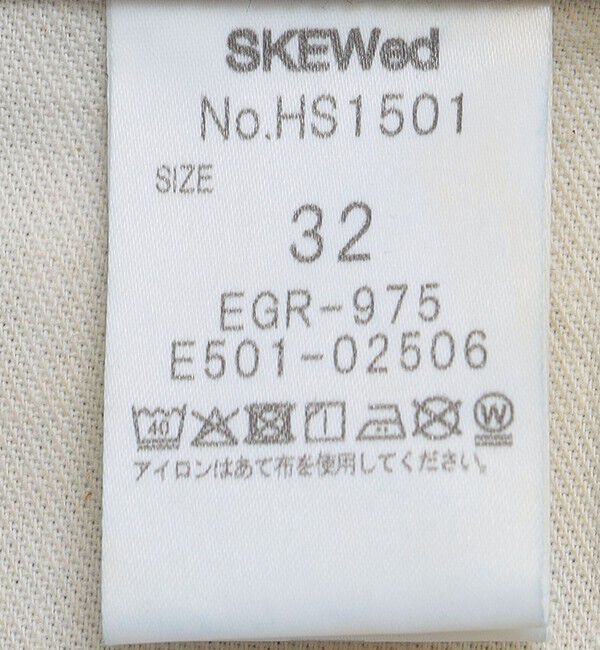 SKEWed
No.HS1501
SIZE
32
EGR-975
E501-02506
40 W
アイロンはあて布を使用してください。